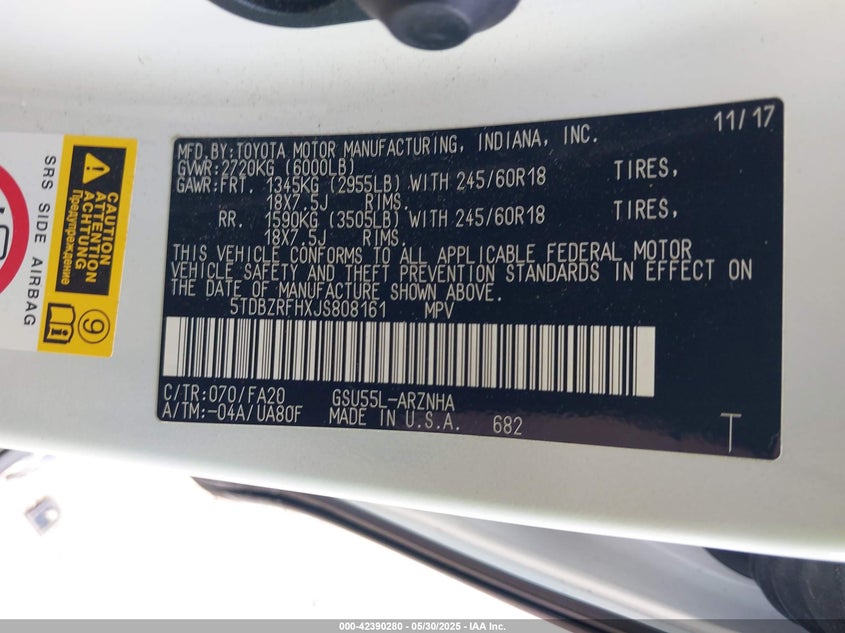 SRS SIDE AIRBAG
CAUTION
ATTENTION
ACHTUNG
Предупреждение
9
11/17
MFD.BY:TOYOTA MOTOR MANUFACTURING, INDIANA, INC.
GVWR:2720KG (6000LB)
GAWR:FRT. 1345KG (2955LB) WITH 245/60R18 TIRES,
18X7.5J RIMS.
RR. 1590KG (3505LB) WITH 245/60R18 TIRES,
18X7.5J RIMS.
THIS VEHICLE CONFORMS TO ALL APPLICABLE FEDERAL MOTOR
VEHICLE SAFETY AND THEFT PREVENTION STANDARDS IN EFFECT ON
THE DATE OF MANUFACTURE SHOWN ABOVE.
5TDBZRFHXJS808161 MPV
C/TR:070/FA20 GSU55L-ARZNHA
A/TM:-04A/UA80F MADE IN U.S.A. 682
T
000-42390280 - 05/30/2025 - IAA Inc.